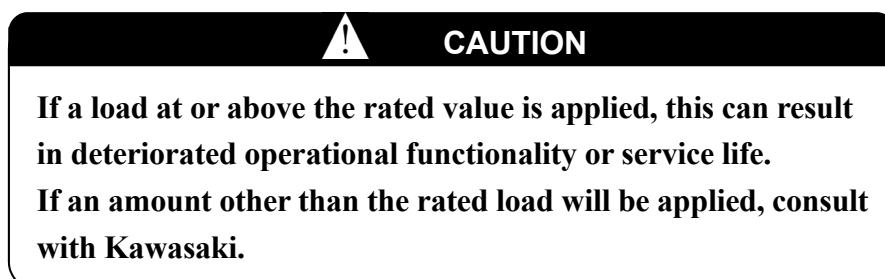 CAUTION
If a load at or above the rated value is applied, this can result
in deteriorated operational functionality or service life.
If an amount other than the rated load will be applied, consult
with Kawasaki.